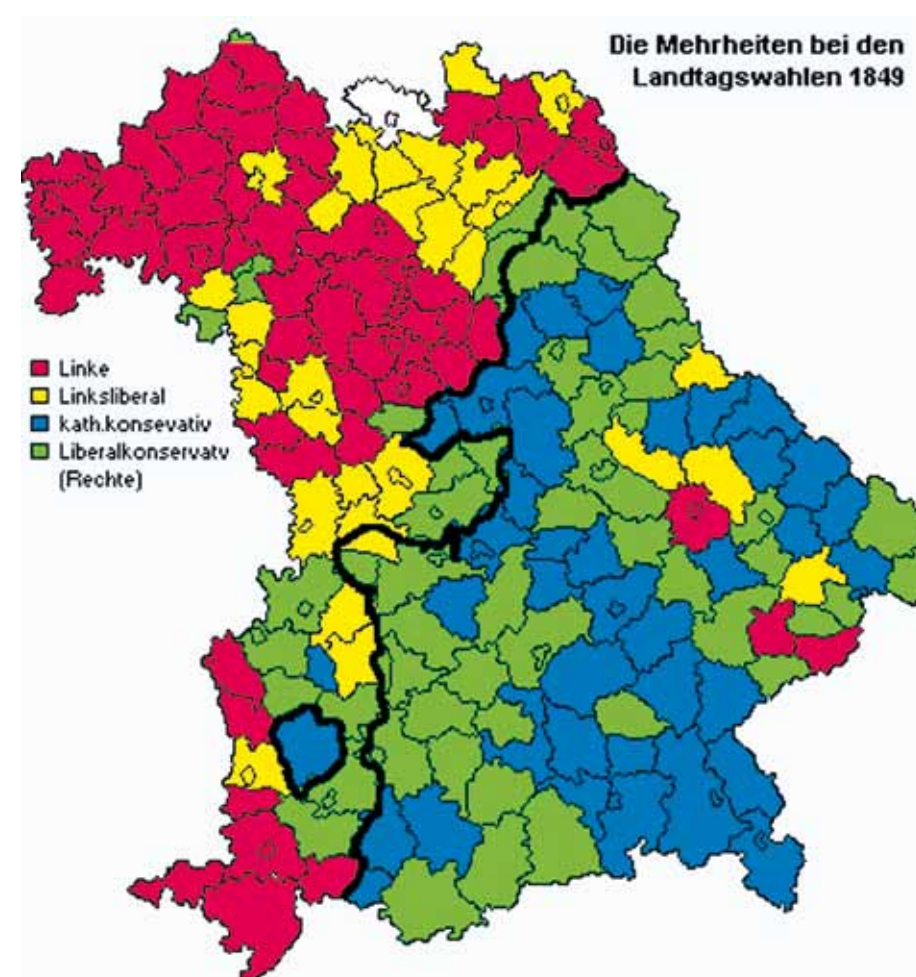 Die Mehrheiten bei den
Landtagswahlen 1849
Linke
Linksliberal
kath.konsevativ
Liberalkonservatv
(Rechte)